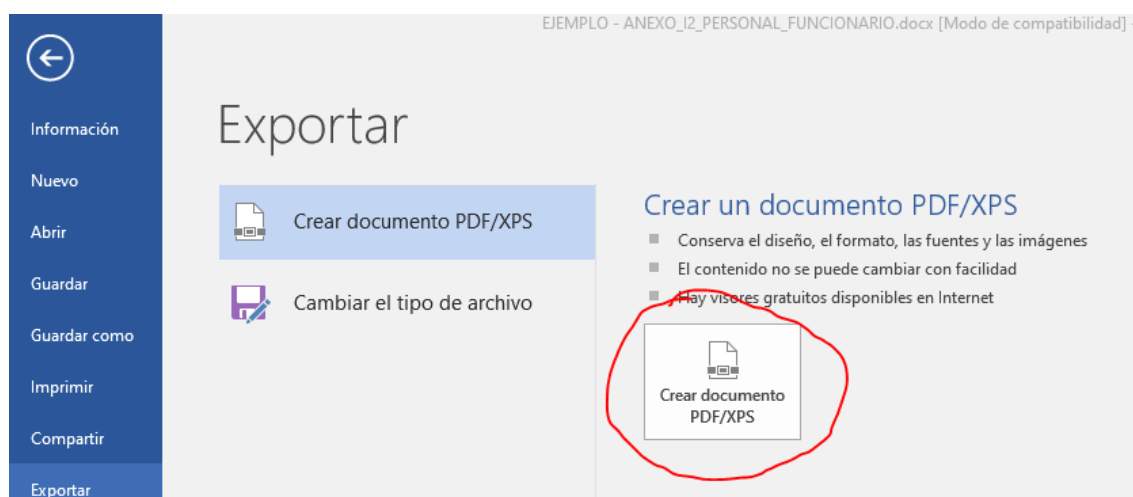 EJEMPLO - ANEXO_I2_PERSONAL_FUNCIONARIO.docx [Modo de compatibilidad] -
Información
Nuevo
Abrir
Guardar
Guardar como
Imprimir
Compartir
Exportar
Exportar
Crear documento PDF/XPS
Cambiar el tipo de archivo
Crear un documento PDF/XPS
Conserva el diseño, el formato, las fuentes y las imágenes
El contenido no se puede cambiar con facilidad
Hay visores gratuitos disponibles en Internet
Crear documento
PDF/XPS